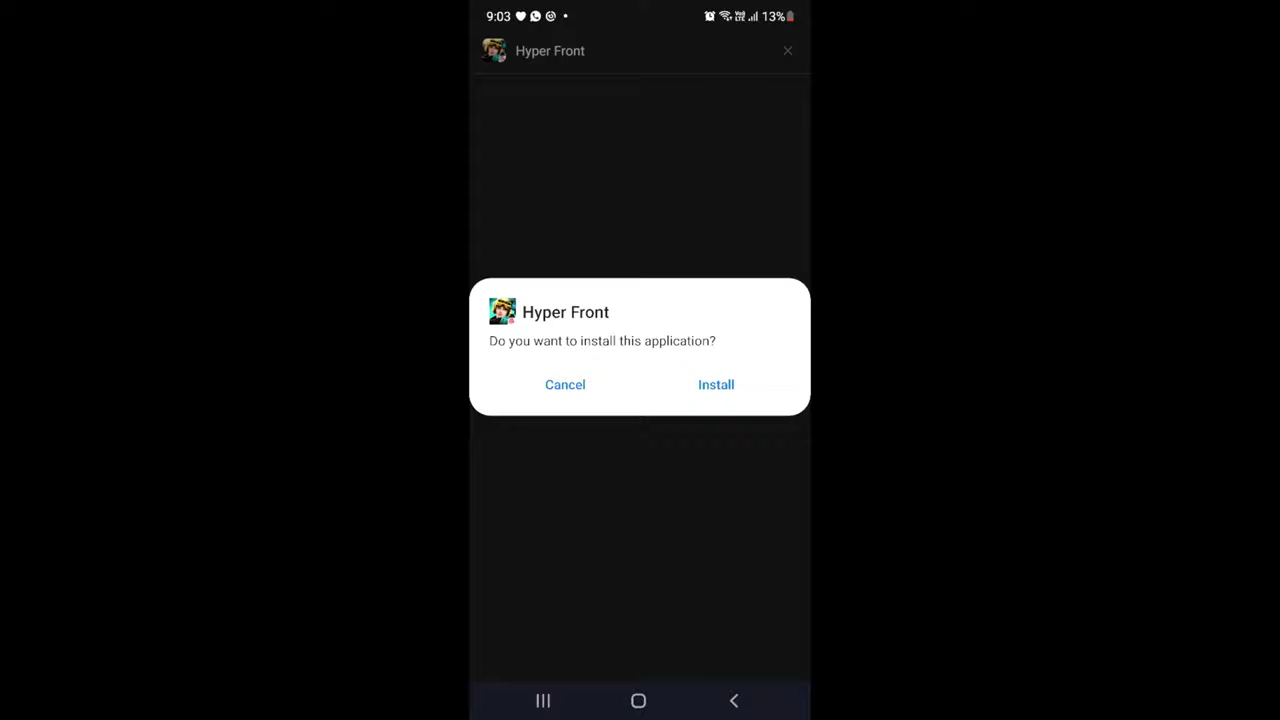 9:03 13%
Hyper Front
Hyper Front
Do you want to install this application?
Cancel Install